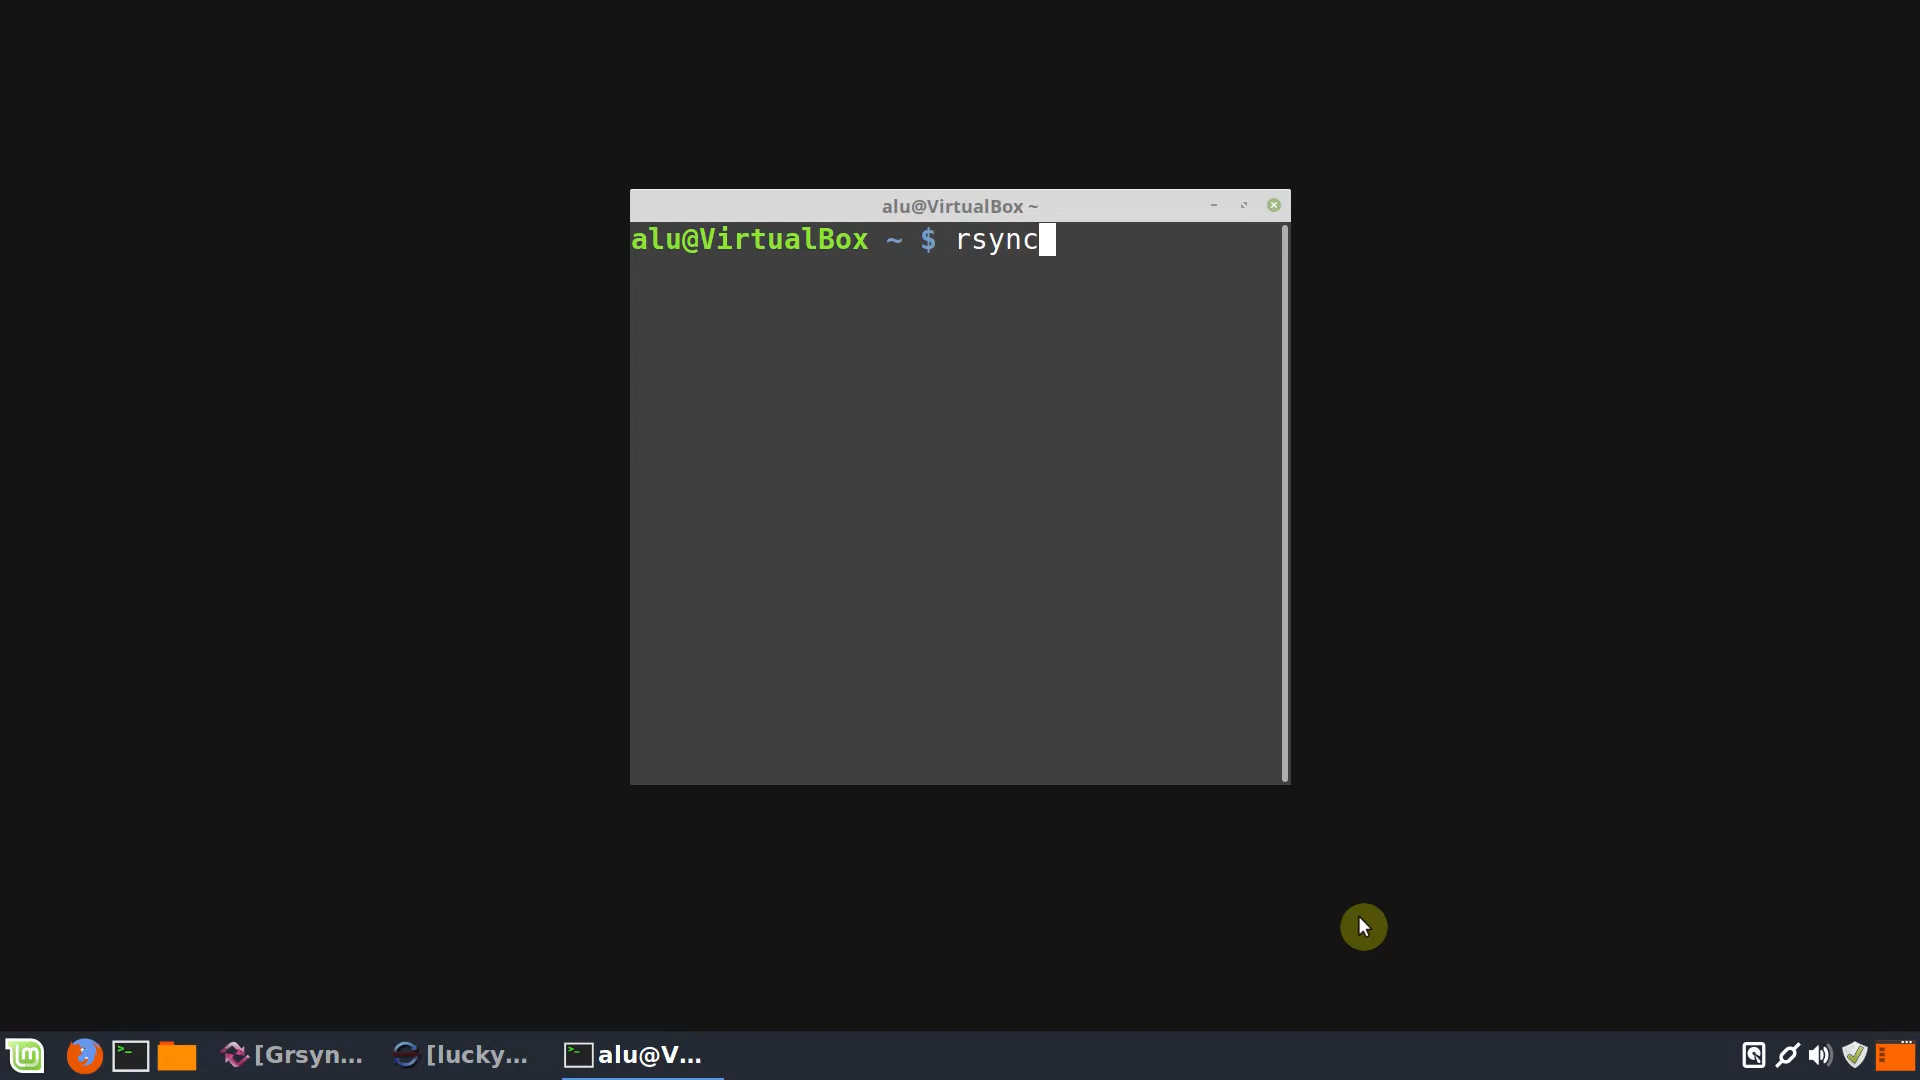 alu@VirtualBox ~
alu@VirtualBox ~ $ rsync
[Grsyn...
[lucky...
alu@V...